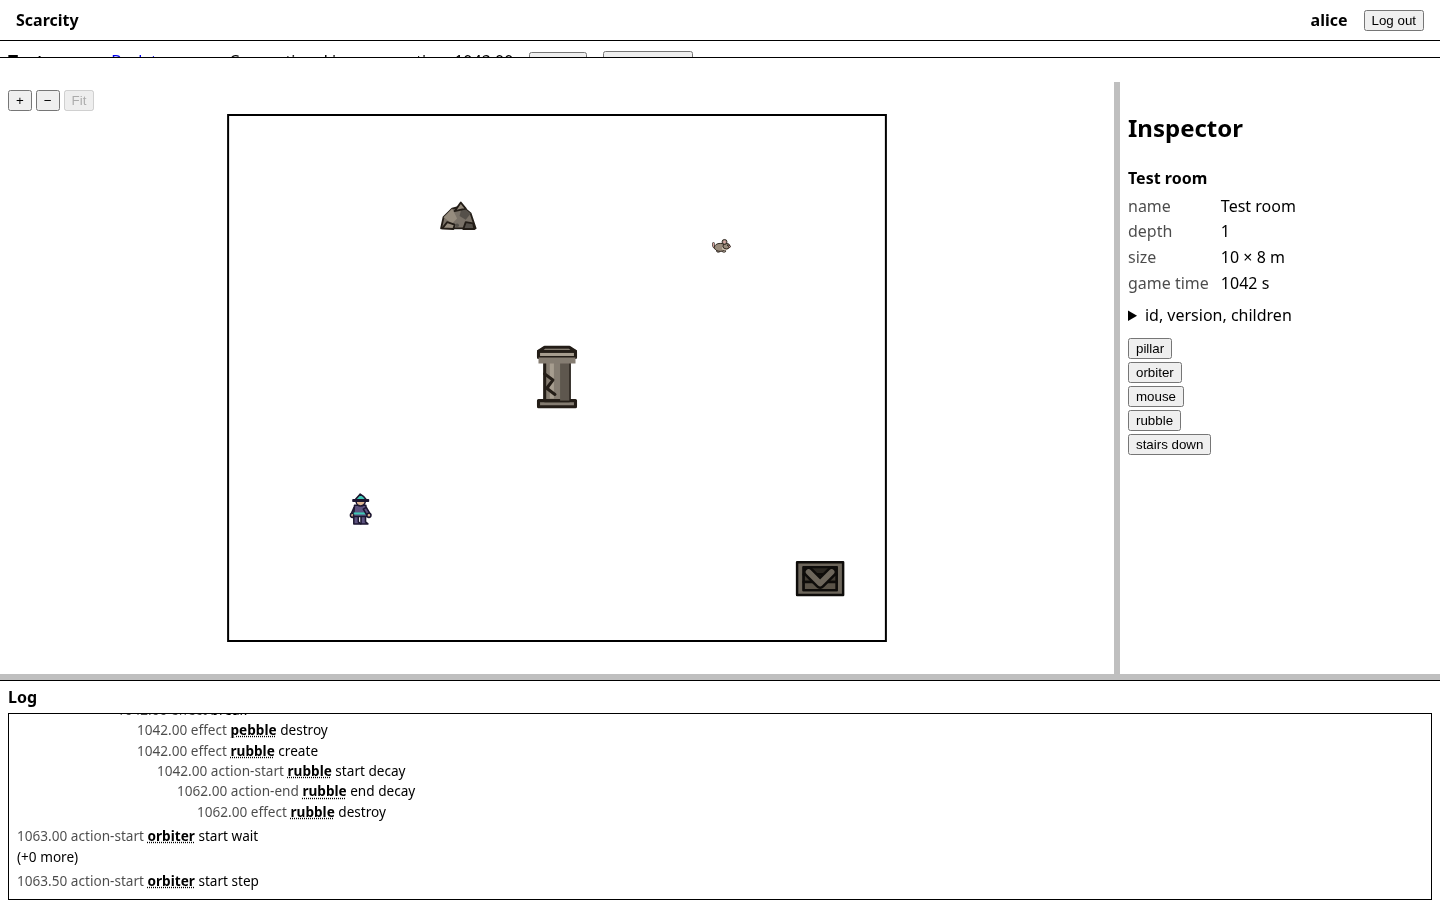 Scarcity
alice Log out
+ − Fit
Inspector
Test room
name Test room
depth 1
size 10 × 8 m
game time 1042 s
id, version, children
pillar
orbiter
mouse
rubble
stairs down
Log
1042.00 effect pebble destroy
1042.00 effect rubble create
1042.00 action-start rubble start decay
1062.00 action-end rubble end decay
1062.00 effect rubble destroy
1063.00 action-start orbiter start wait
(+0 more)
1063.50 action-start orbiter start step